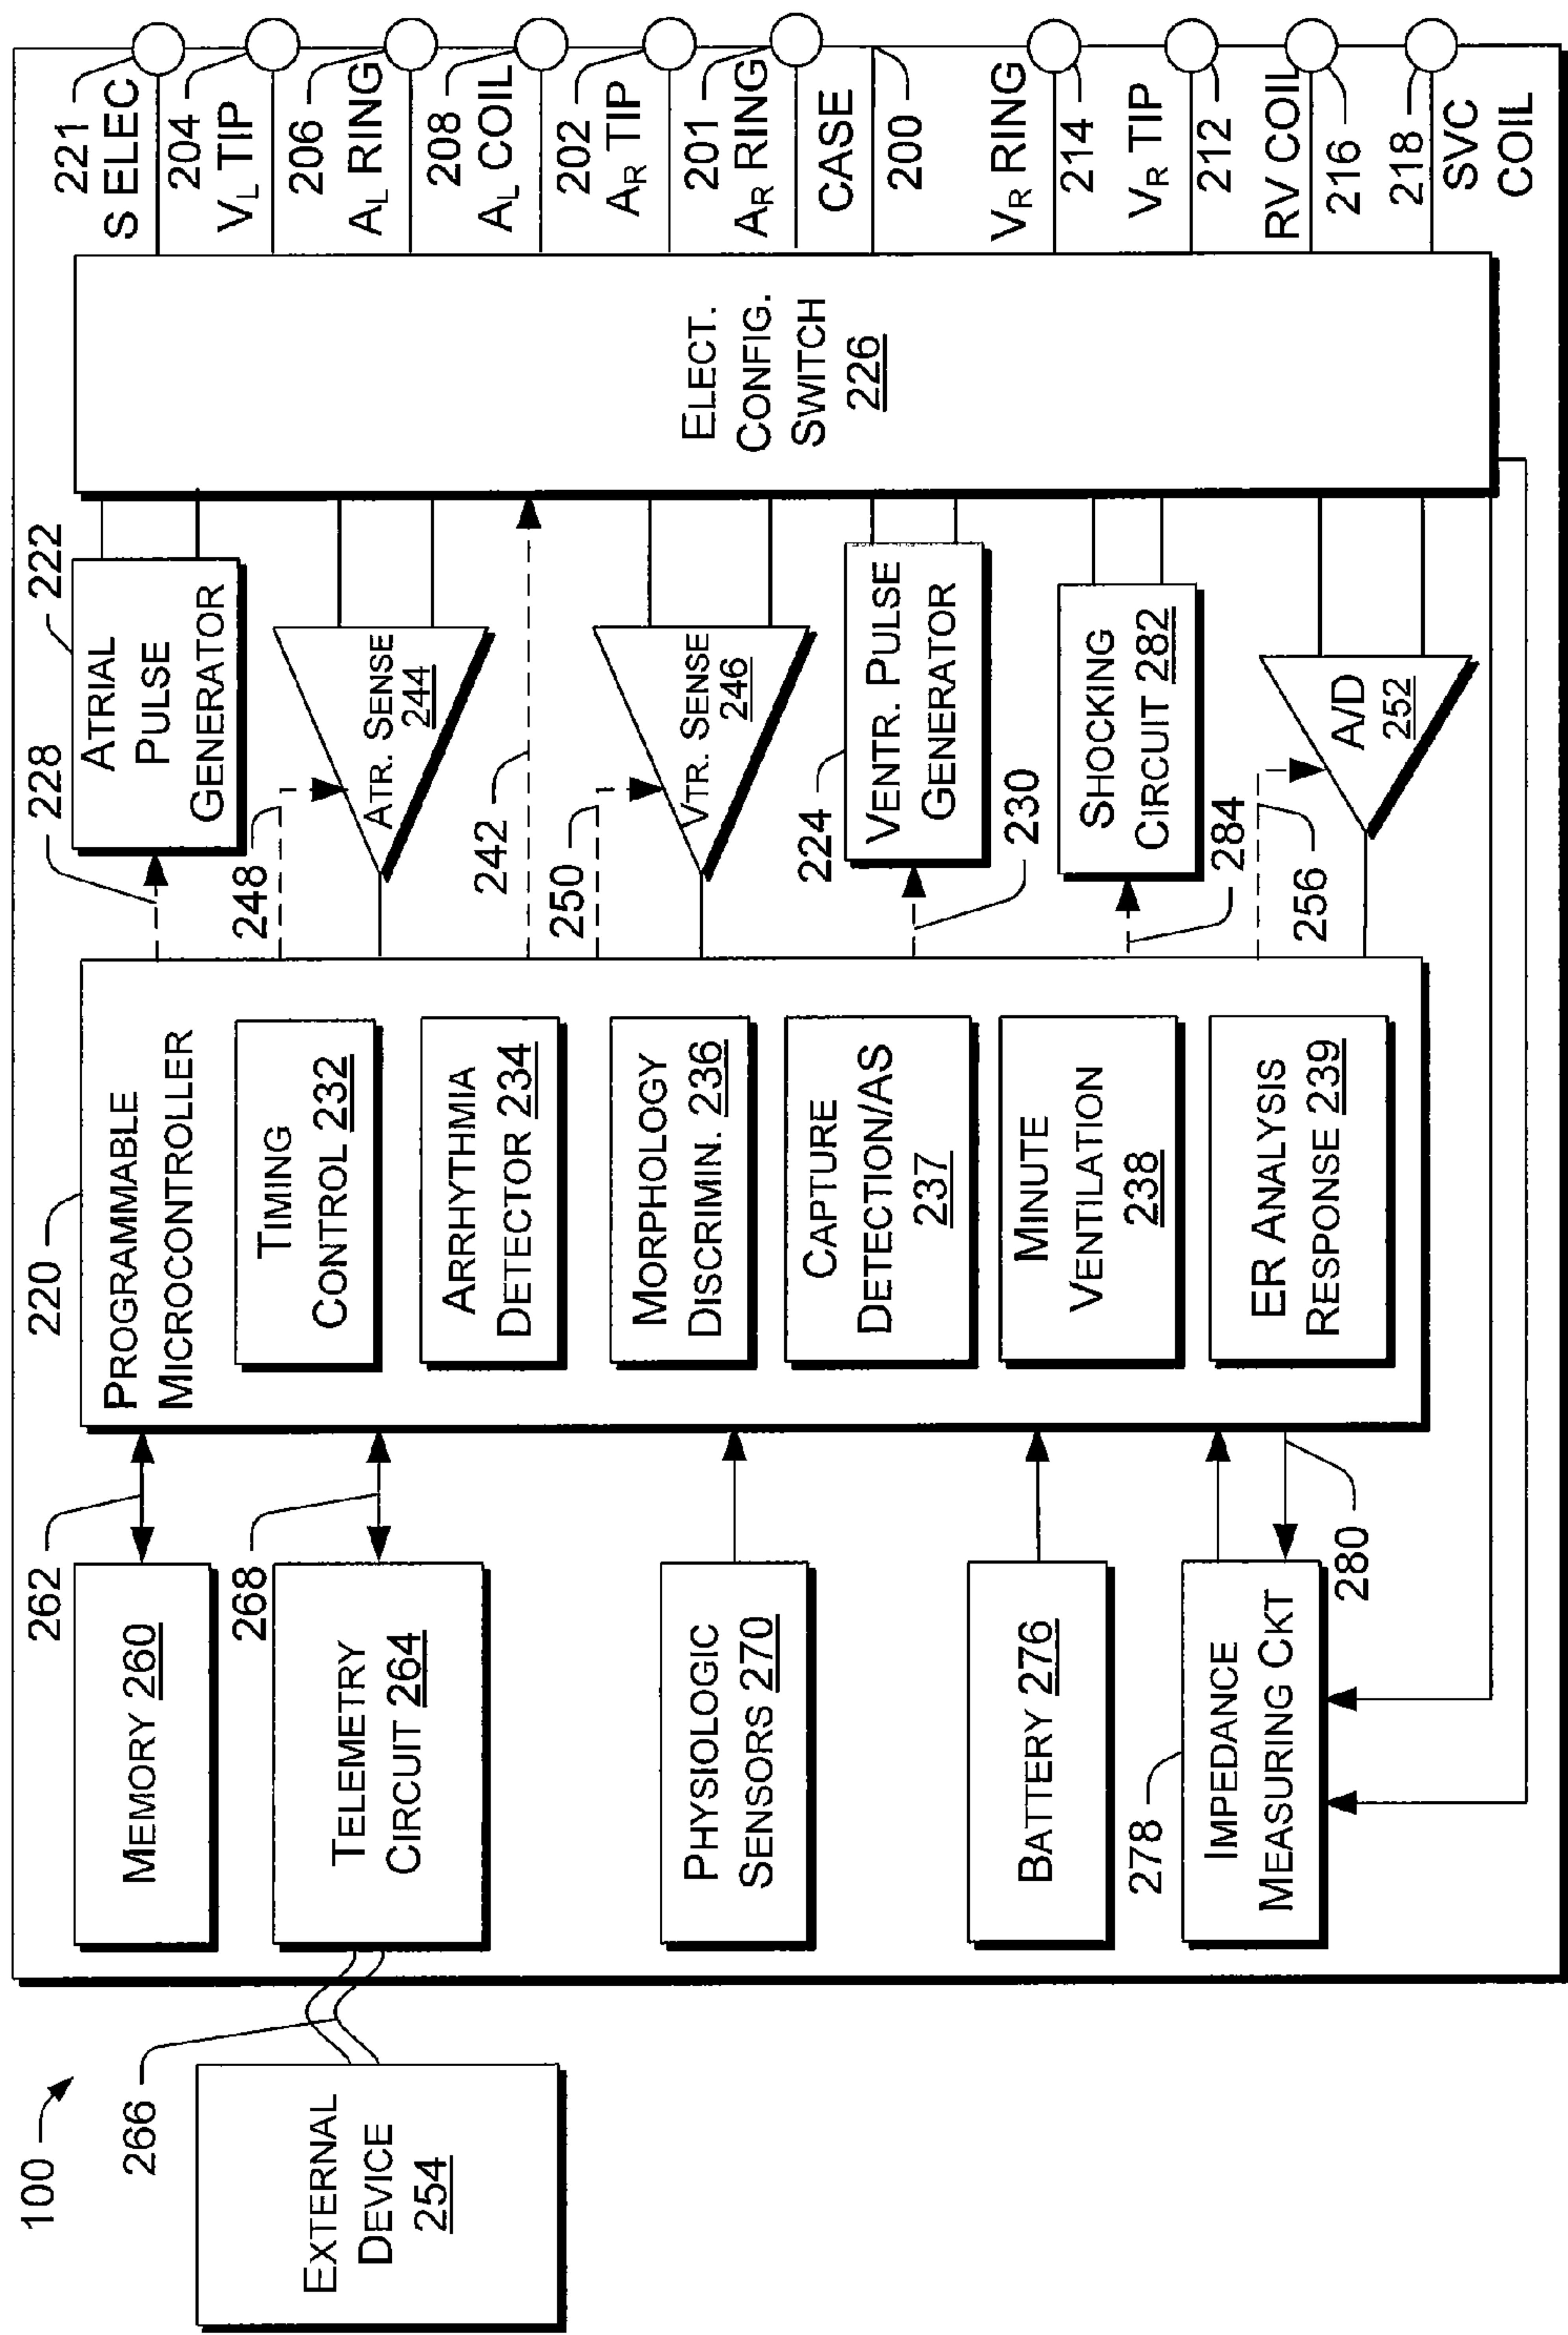 100
EXTERNAL
DEVICE
254
266
MEMORY 260
262
TELEMETRY
CIRCUIT 264
268
PHYSIOLOGIC
SENSORS 270
BATTERY 276
278
IMPEDANCE
MEASURING CKT
280
220
PROGRAMMABLE
MICROCONTROLLER
TIMING
CONTROL 232
ARRHYTHMIA
DETECTOR 234
MORPHOLOGY
DISCRIMIN. 236
CAPTURE
DETECTION/AS
237
MINUTE
VENTILATION
238
ER ANALYSIS
RESPONSE 239
228
222
ATRIAL
PULSE
GENERATOR
248
ATR. SENSE
244
242
250
VTR. SENSE
246
224
VENTR. PULSE
GENERATOR
230
SHOCKING
CIRCUIT 282
284
256
A/D
252
ELECT.
CONFIG.
SWITCH
226
221
S ELEC
204
VL TIP
206
AL RING
208
AL COIL
202
AR TIP
201
AR RING
CASE
200
VR RING
214
VR TIP
212
RV COIL
216
218
SVC
COIL